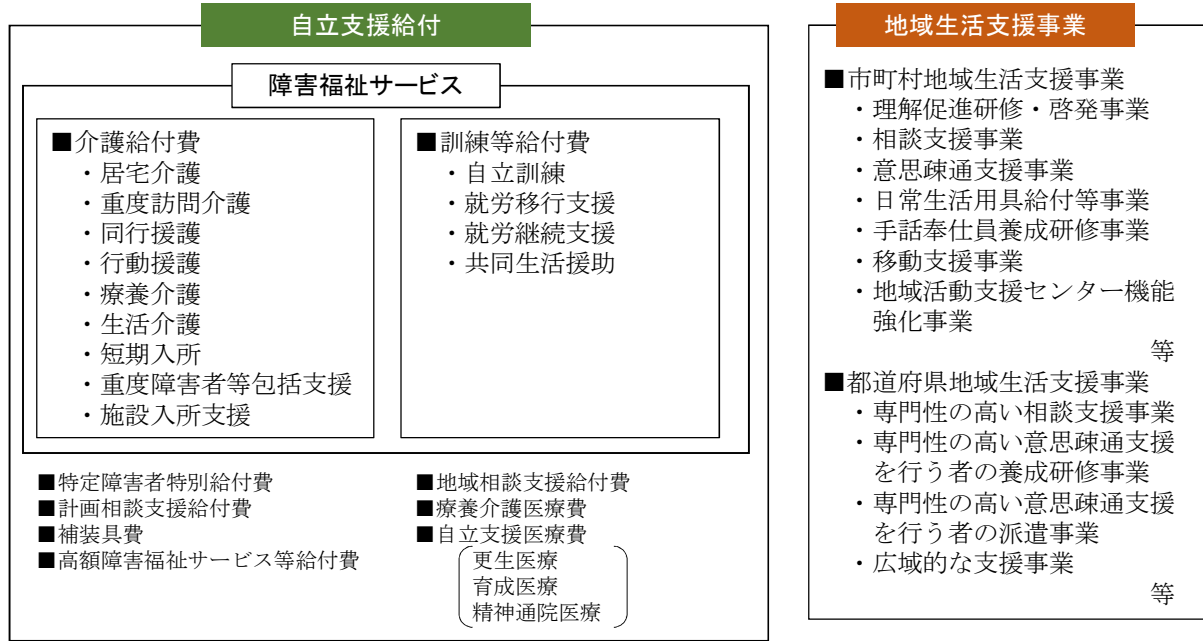 自立支援給付
障害福祉サービス
■介護給付費
・居宅介護
・重度訪問介護
・同行援護
・行動援護
・療養介護
・生活介護
・短期入所
・重度障害者等包括支援
・施設入所支援
■訓練等給付費
・自立訓練
・就労移行支援
・就労継続支援
・共同生活援助
■特定障害者特別給付費
■計画相談支援給付費
■補装具費
■高額障害福祉サービス等給付費
■地域相談支援給付費
■療養介護医療費
■自立支援医療費
更生医療
育成医療
精神通院医療
地域生活支援事業
■市町村地域生活支援事業
・理解促進研修・啓発事業
・相談支援事業
・意思疎通支援事業
・日常生活用具給付等事業
・手話奉仕員養成研修事業
・移動支援事業
・地域活動支援センター機能
強化事業
等
■都道府県地域生活支援事業
・専門性の高い相談支援事業
・専門性の高い意思疎通支援
を行う者の養成研修事業
・専門性の高い意思疎通支援
を行う者の派遣事業
・広域的な支援事業
等